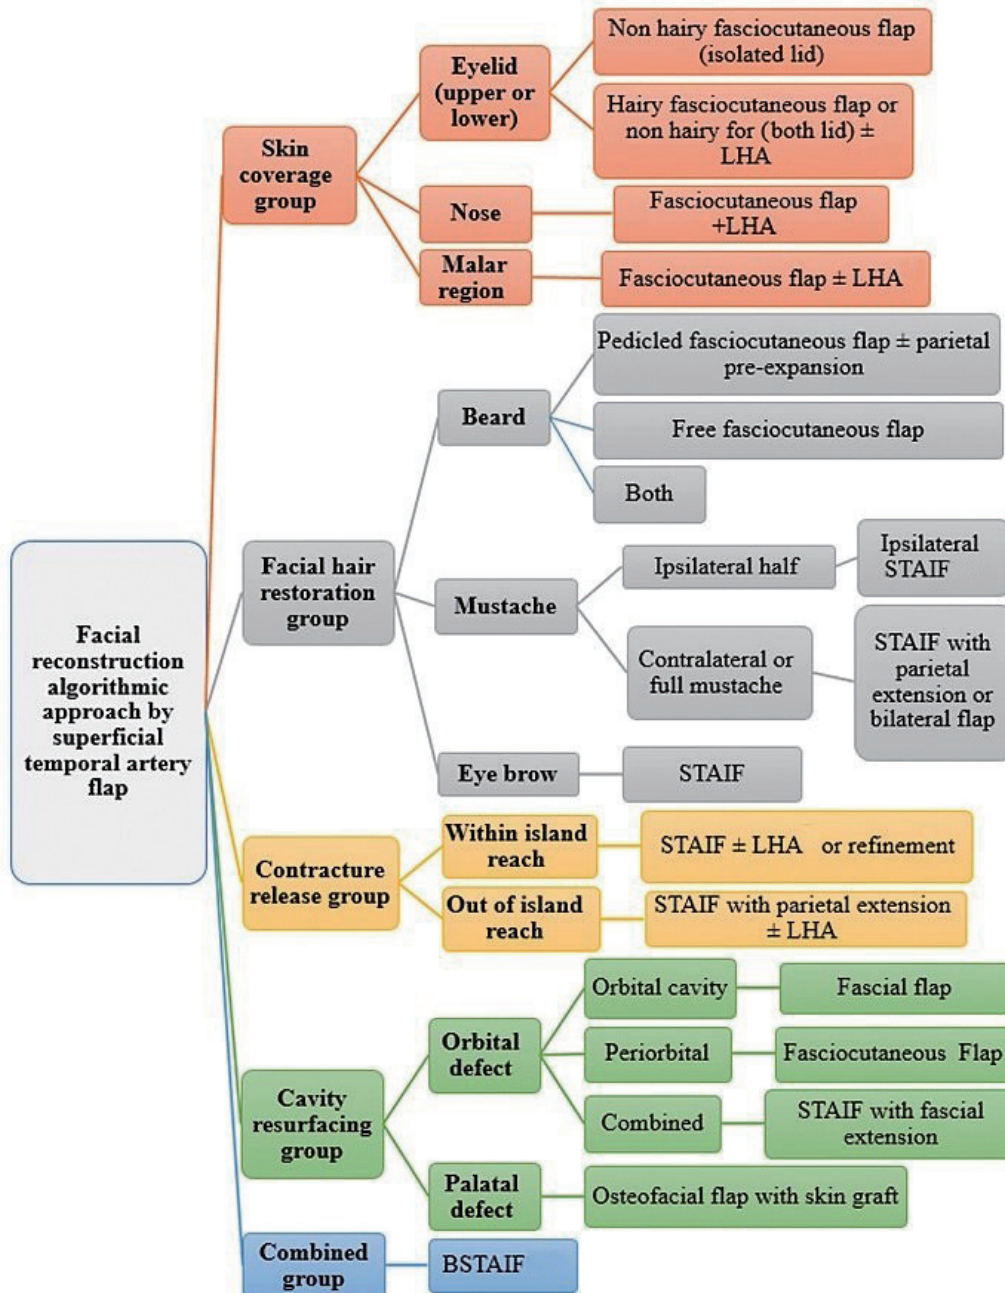 Facial
reconstruction
algorithmic
approach by
superficial
temporal artery
flap
Skin
coverage
group
Eyelid
(upper or
lower)
Non hairy fasciocutaneous flap
(isolated lid)
Hairy fasciocutaneous flap or
non hairy for (both lid) ±
LHA
Nose
Fasciocutaneous flap
+LHA
Malar
region
Fasciocutaneous flap ± LHA
Facial hair
restoration
group
Beard
Pedicled fasciocutaneous flap ± parietal
pre-expansion
Free fasciocutaneous flap
Both
Mustache
Ipsilateral half
Ipsilateral
STAIF
Contralateral or
full mustache
STAIF with
parietal
extension or
bilateral flap
Eye brow
STAIF
Contracture
release group
Within island
reach
STAIF ± LHA or refinement
Out of island
reach
STAIF with parietal extension
± LHA
Cavity
resurfacing
group
Orbital
defect
Orbital cavity
Fascial flap
Periorbital
Fasciocutaneous Flap
Combined
STAIF with fascial
extension
Palatal
defect
Osteofacial flap with skin graft
Combined
group
BSTAIF